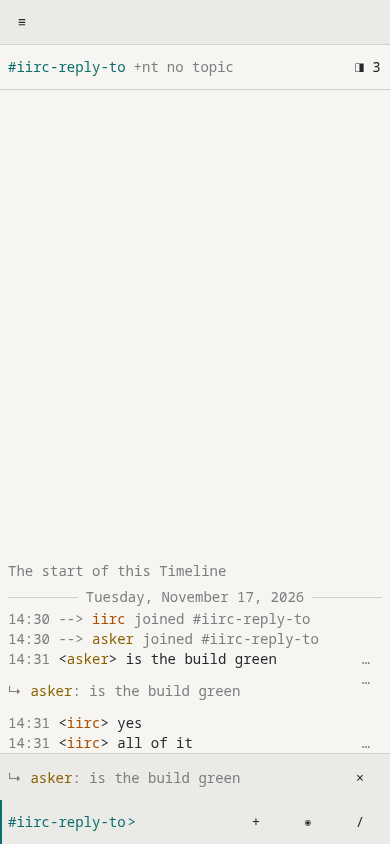 ≡
#iirc-reply-to +nt no topic ◨ 3
The start of this Timeline
Tuesday, November 17, 2026
14:30 --> iirc joined #iirc-reply-to
14:30 --> asker joined #iirc-reply-to
14:31 <asker> is the build green …
…
↳ asker: is the build green
14:31 <iirc> yes
14:31 <iirc> all of it …
↳ asker: is the build green ×
#iirc-reply-to> + ◉ /